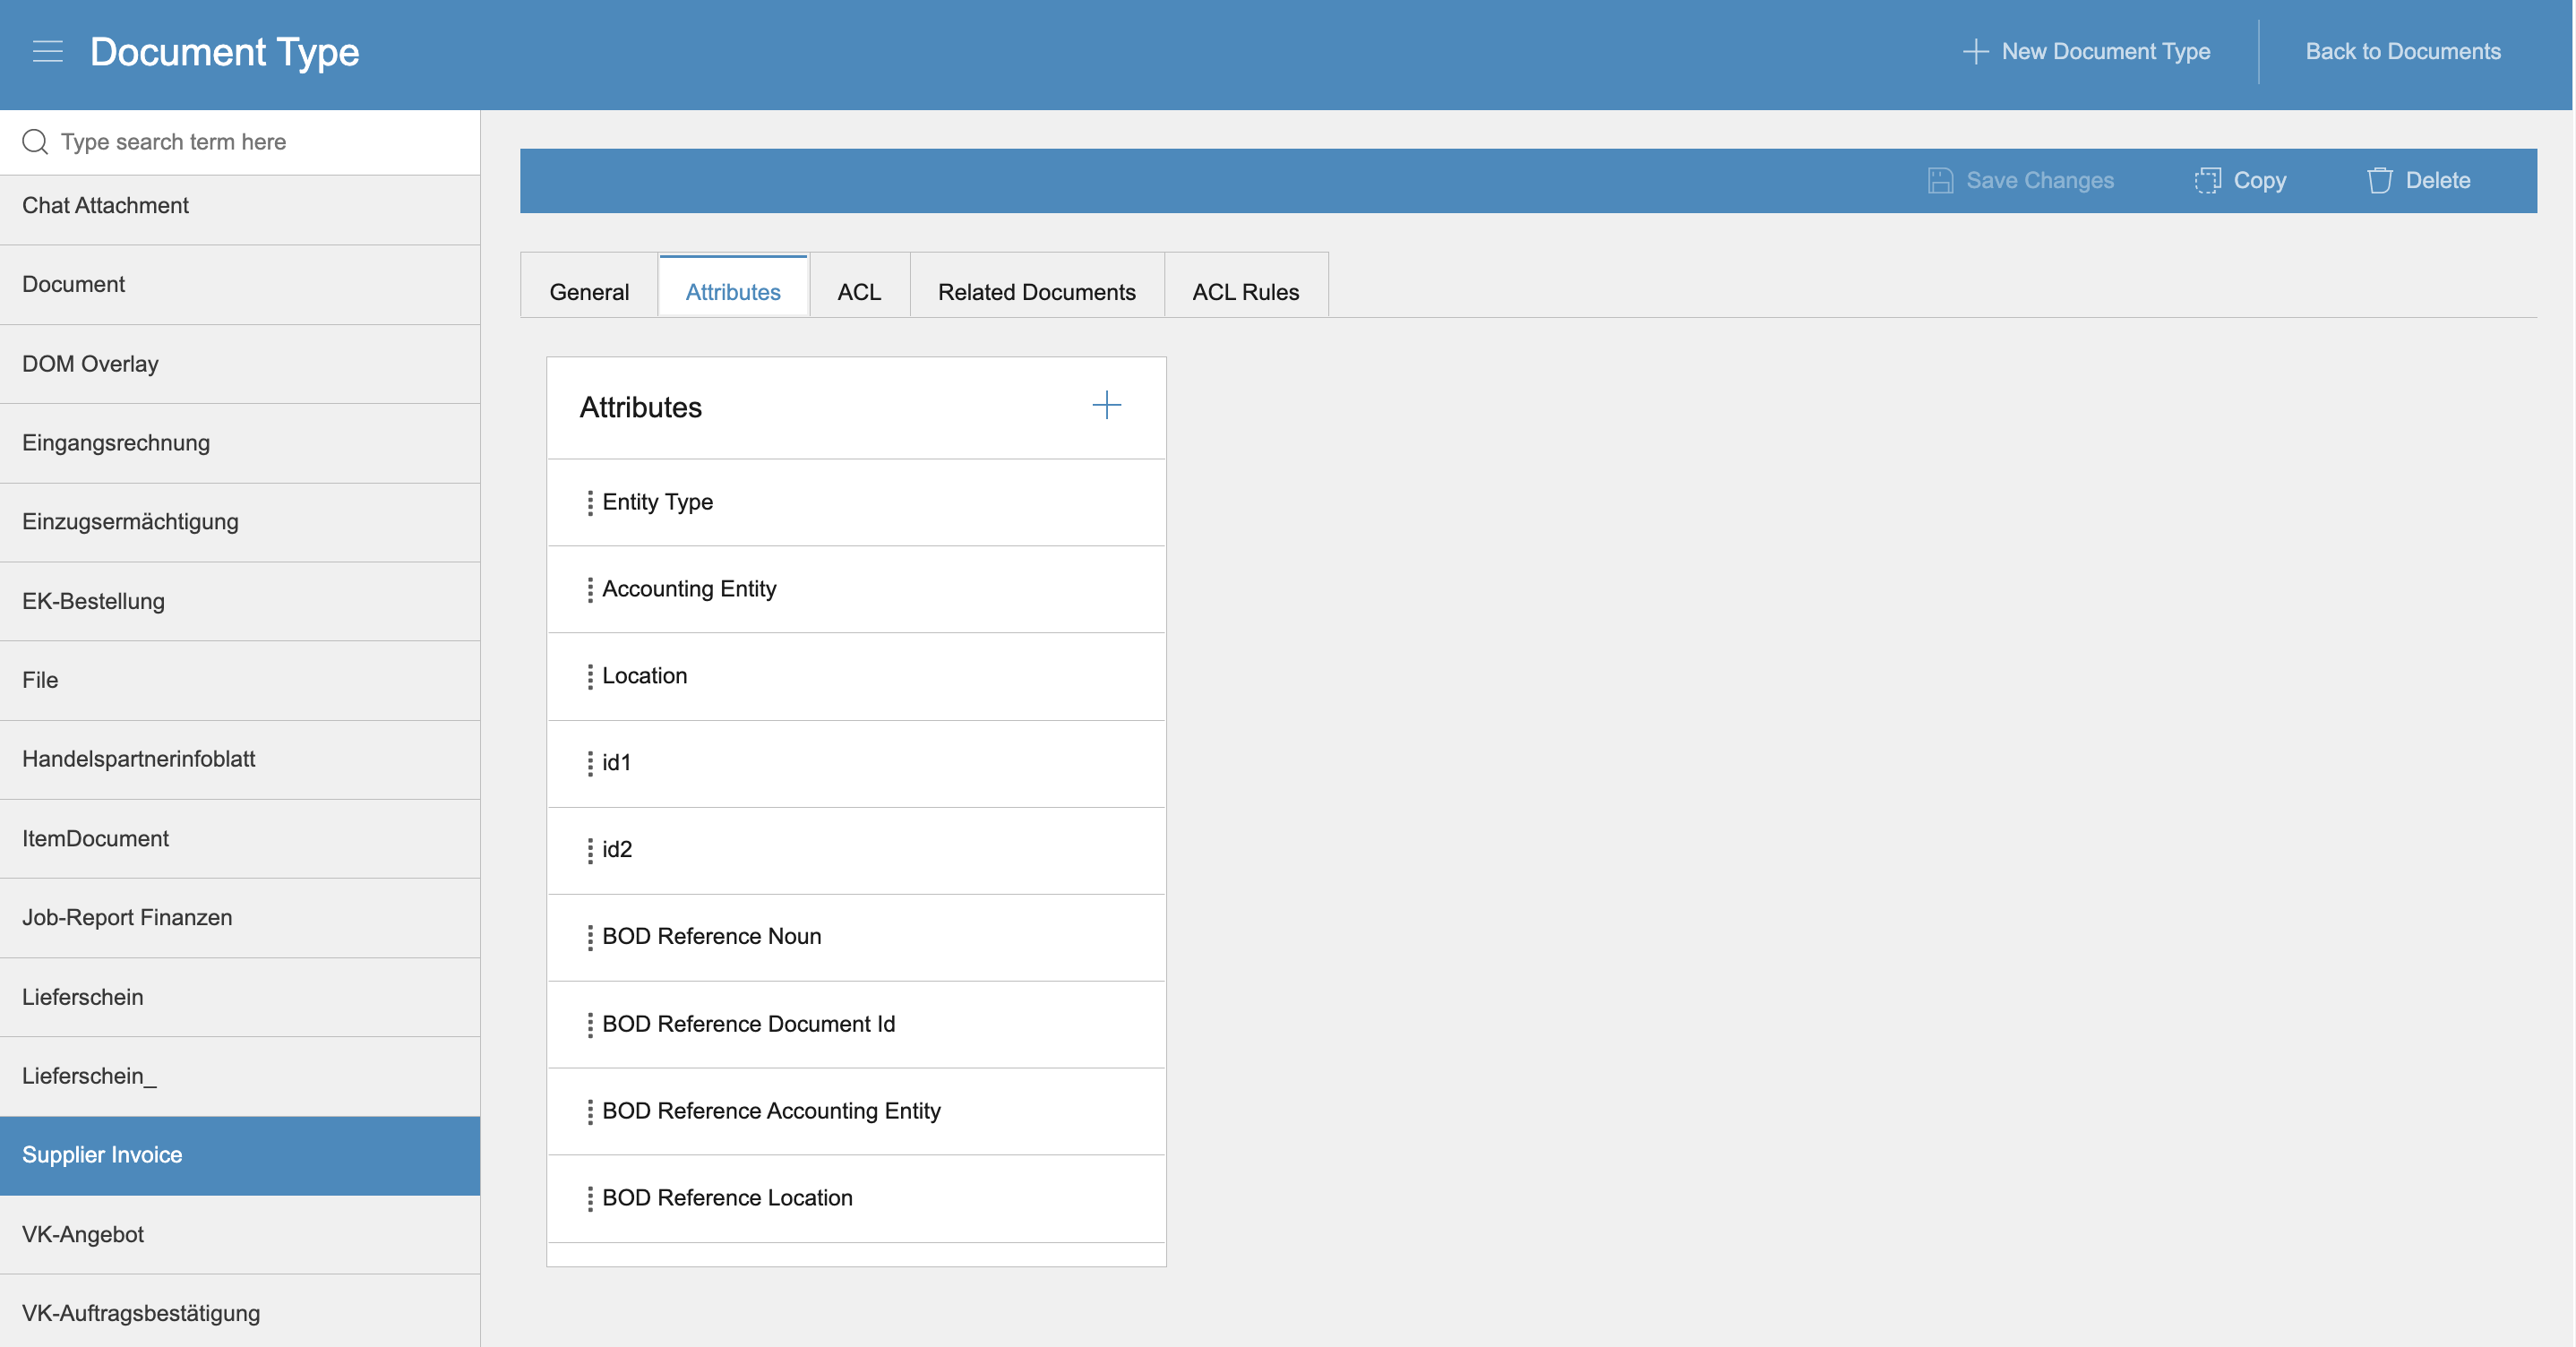 Document Type
New Document Type
Back to Documents
Type search term here
Chat Attachment
Document
DOM Overlay
Eingangsrechnung
Einzugsermächtigung
EK-Bestellung
File
Handelspartnerinfoblatt
ItemDocument
Job-Report Finanzen
Lieferschein
Lieferschein_
Supplier Invoice
VK-Angebot
VK-Auftragsbestätigung
Save Changes
Copy
Delete
General
Attributes
ACL
Related Documents
ACL Rules
Attributes
Entity Type
Accounting Entity
Location
id1
id2
BOD Reference Noun
BOD Reference Document Id
BOD Reference Accounting Entity
BOD Reference Location